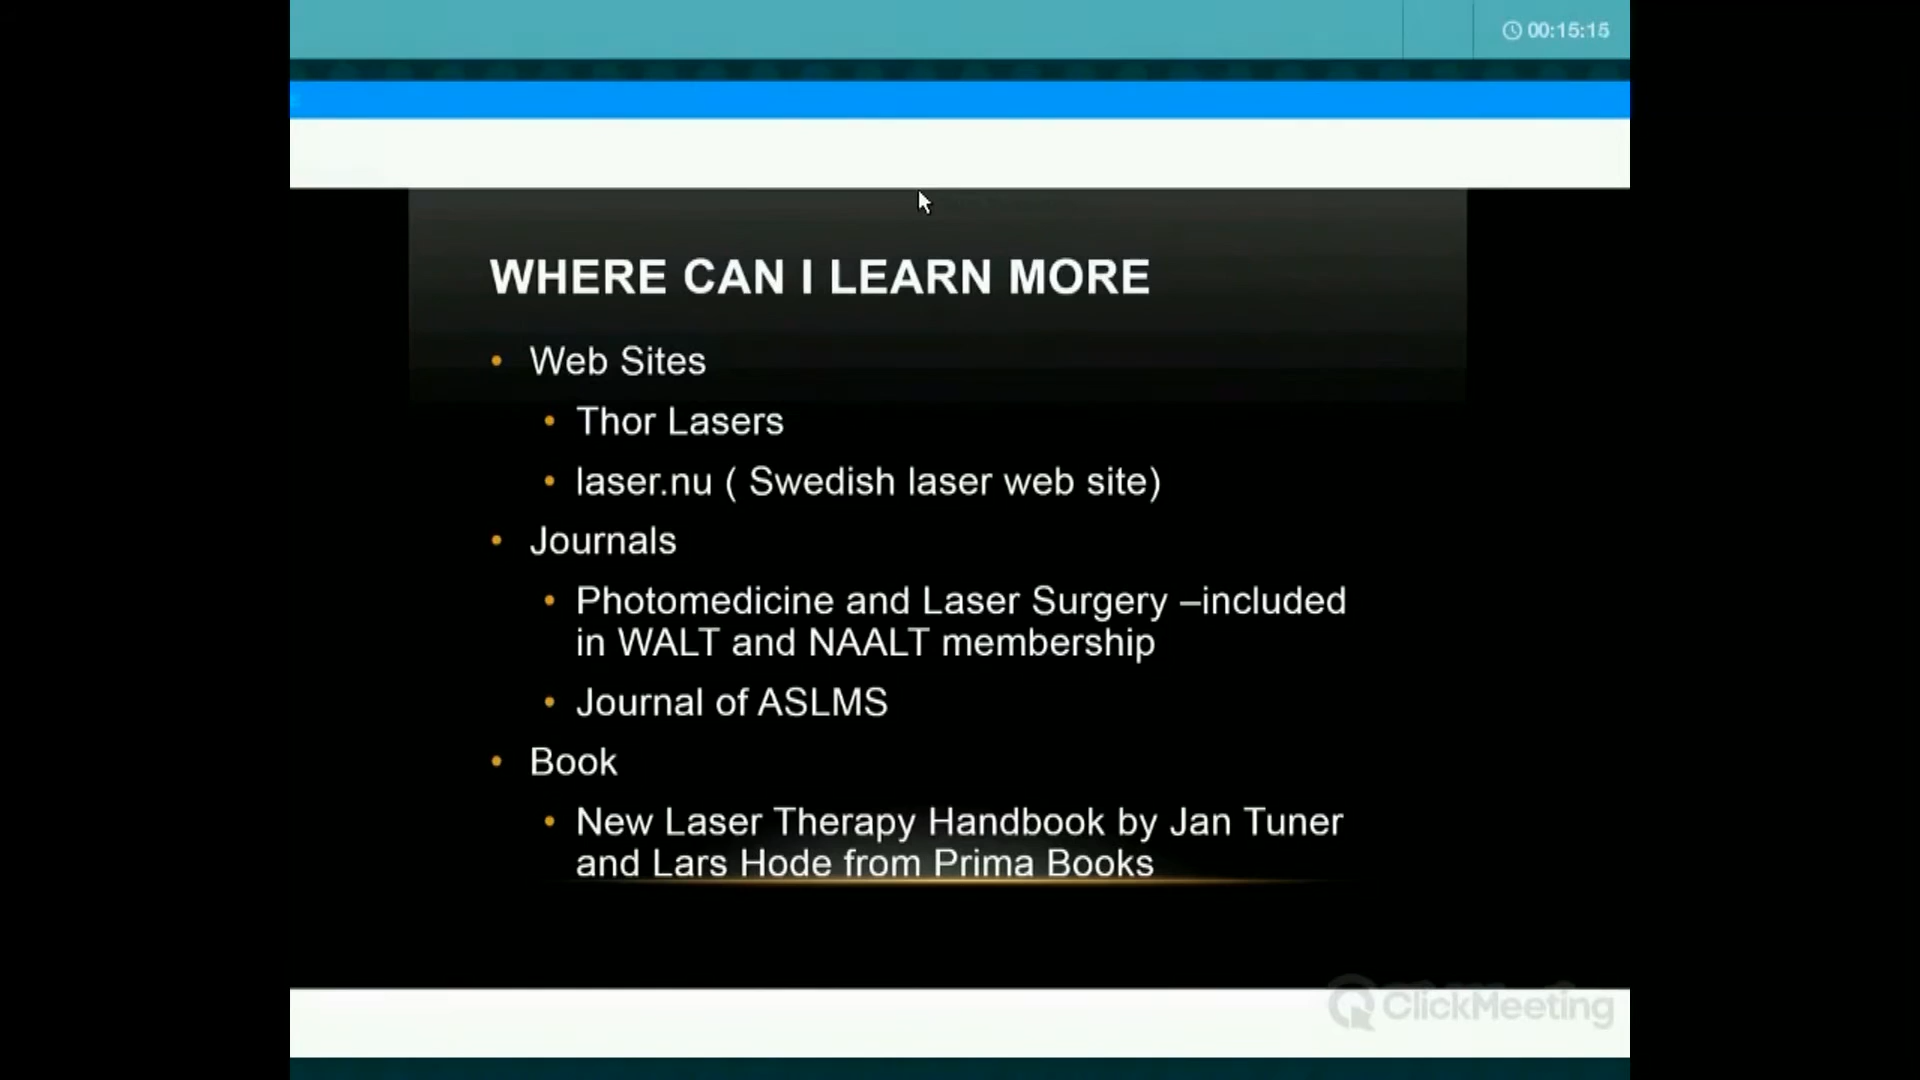 00:15:15
WHERE CAN I LEARN MORE
• Web Sites
• Thor Lasers
• laser.nu ( Swedish laser web site)
• Journals
• Photomedicine and Laser Surgery –included
in WALT and NAALT membership
• Journal of ASLMS
• Book
• New Laser Therapy Handbook by Jan Tuner
and Lars Hode from Prima Books
ClickMeeting